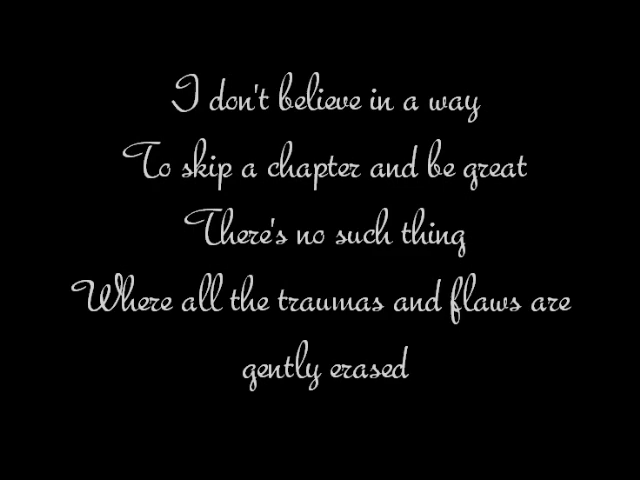 I don't believe in a way
To skip a chapter and be great
There's no such thing
Where all the traumas and flaws are
gently erased